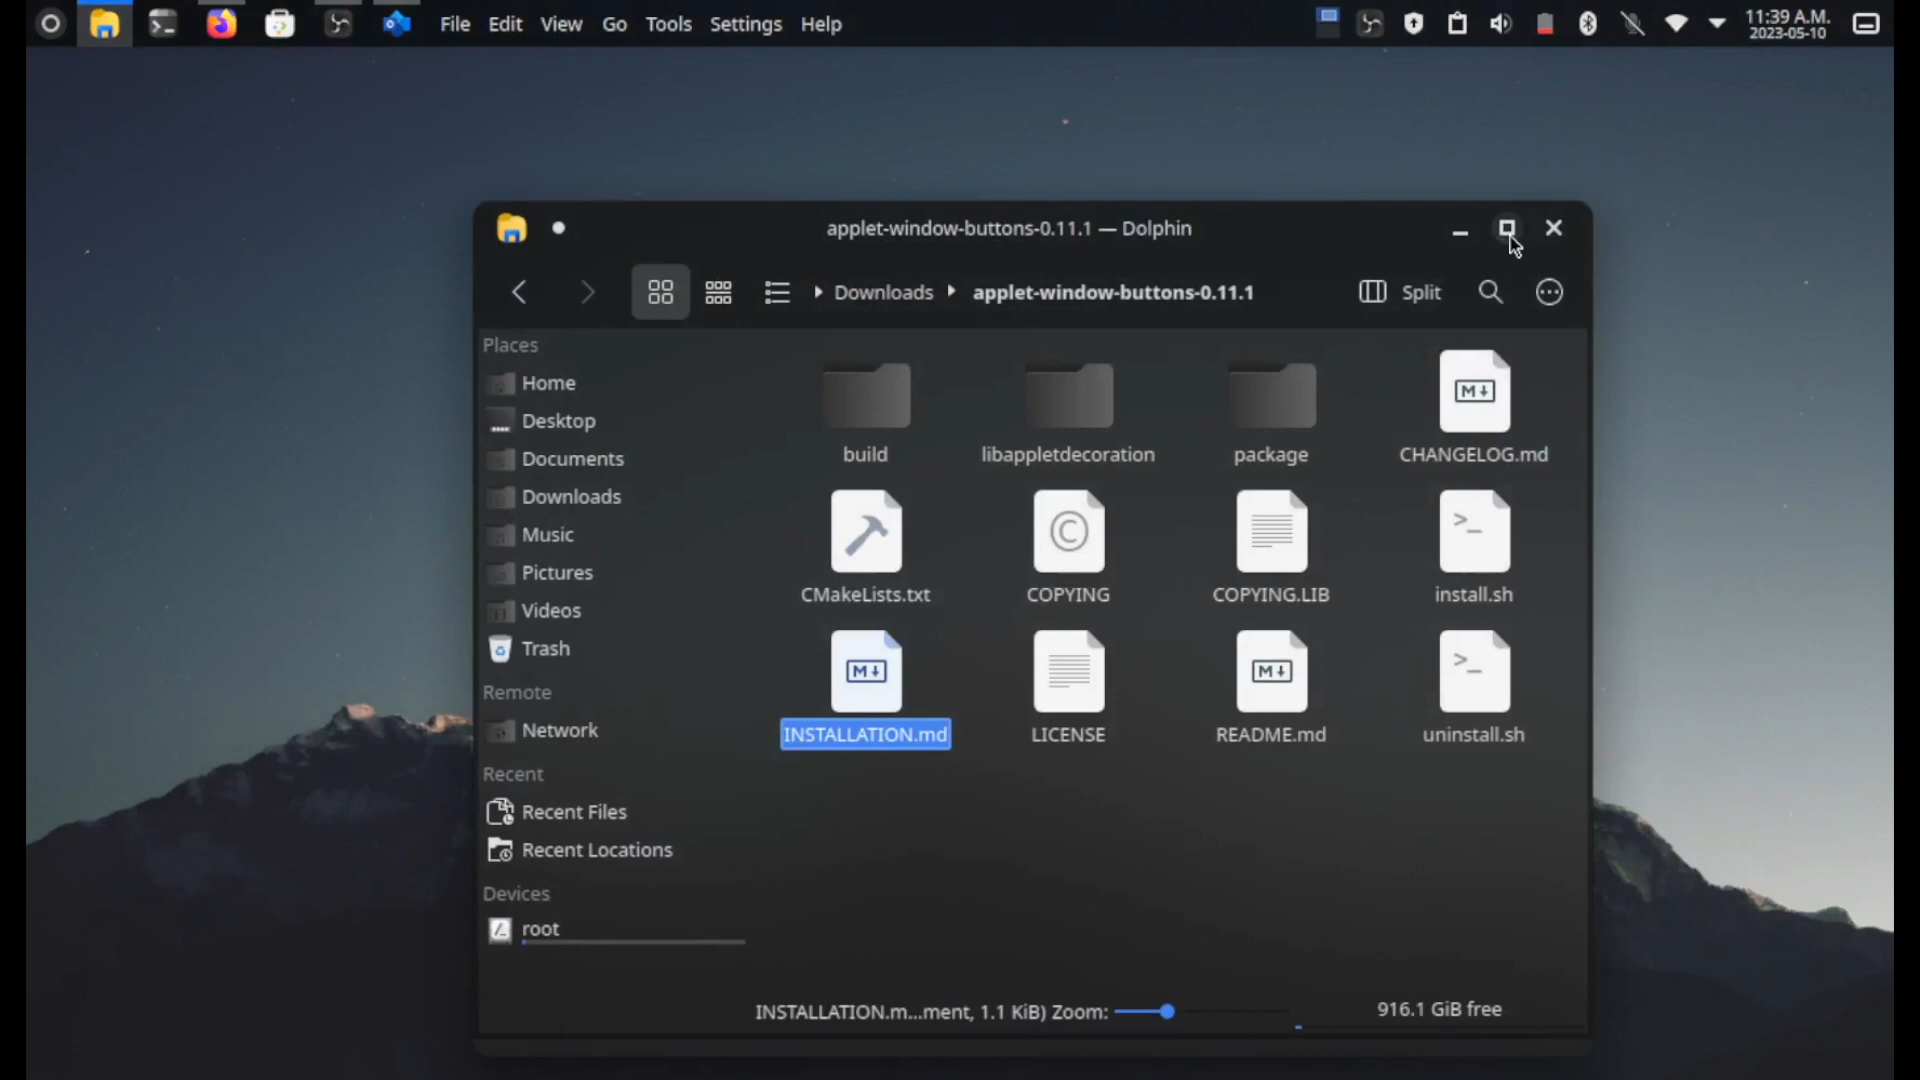 File Edit View Go Tools Settings Help
11:39 A.M.
2023-05-10
applet-window-buttons-0.11.1 — Dolphin
Downloads applet-window-buttons-0.11.1 Split
Places
Home
Desktop
Documents
Downloads
Music
Pictures
Videos
Trash
Remote
Network
Recent
Recent Files
Recent Locations
Devices
root
build libappletdecoration package CHANGELOG.md
CMakeLists.txt COPYING COPYING.LIB install.sh
INSTALLATION.md LICENSE README.md uninstall.sh
INSTALLATION.m...ment, 1.1 KiB) Zoom: 916.1 GiB free